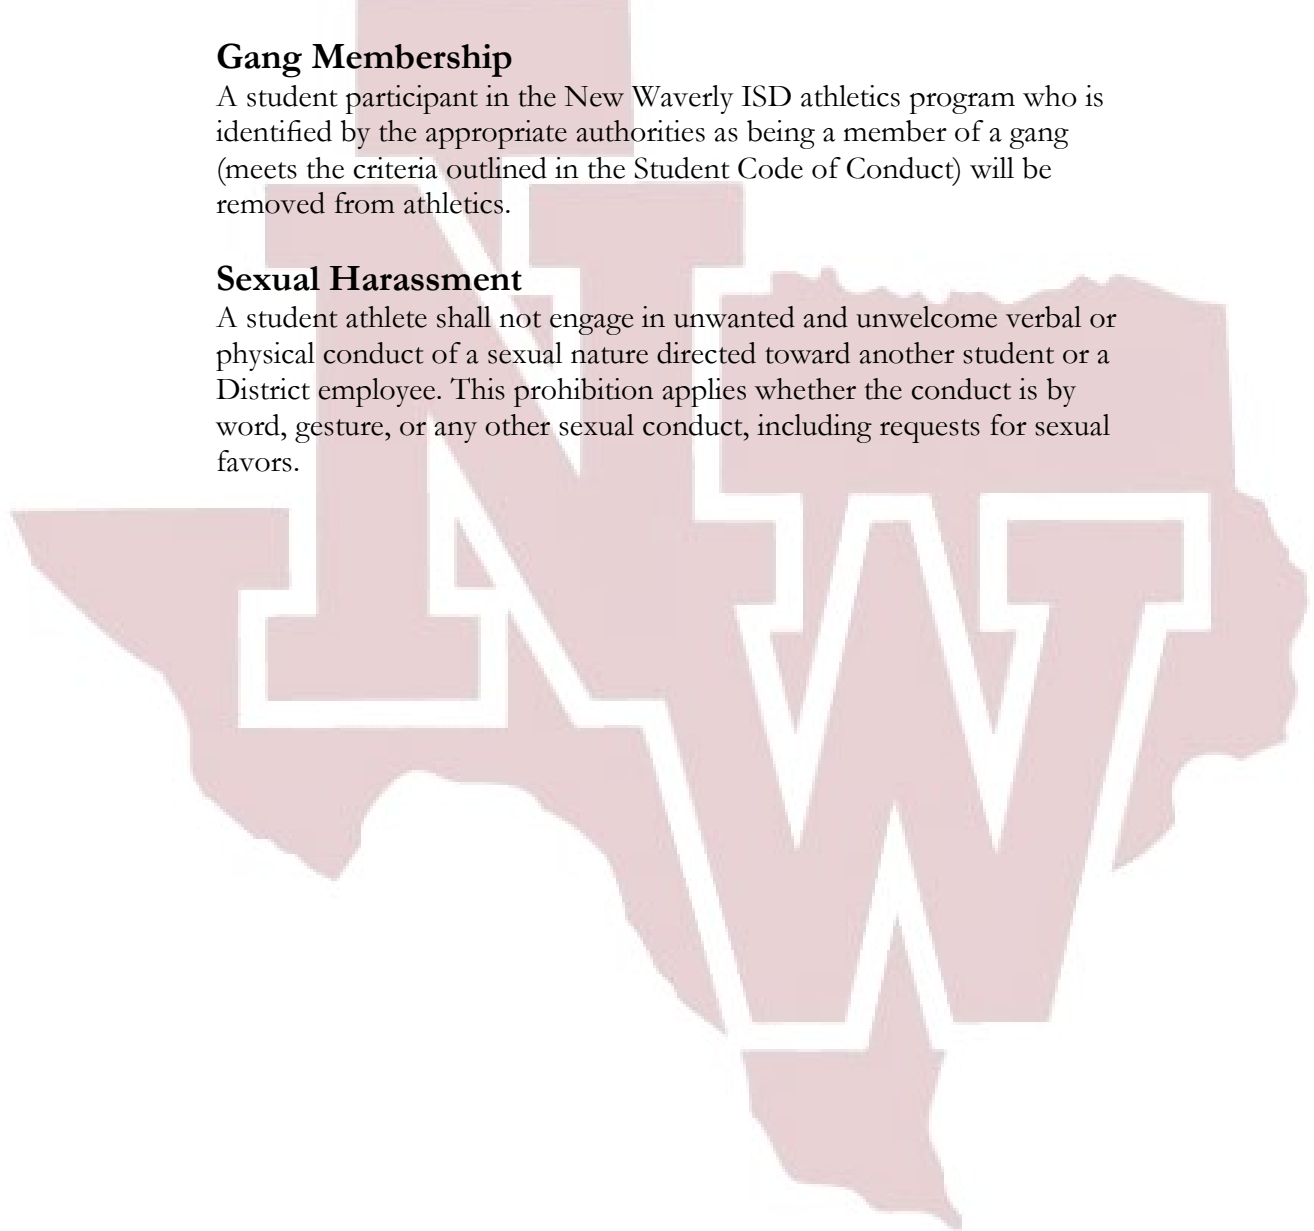 Gang Membership
A student participant in the New Waverly ISD athletics program who is
identified by the appropriate authorities as being a member of a gang
(meets the criteria outlined in the Student Code of Conduct) will be
removed from athletics.
Sexual Harassment
A student athlete shall not engage in unwanted and unwelcome verbal or
physical conduct of a sexual nature directed toward another student or a
District employee. This prohibition applies whether the conduct is by
word, gesture, or any other sexual conduct, including requests for sexual
favors.
NW